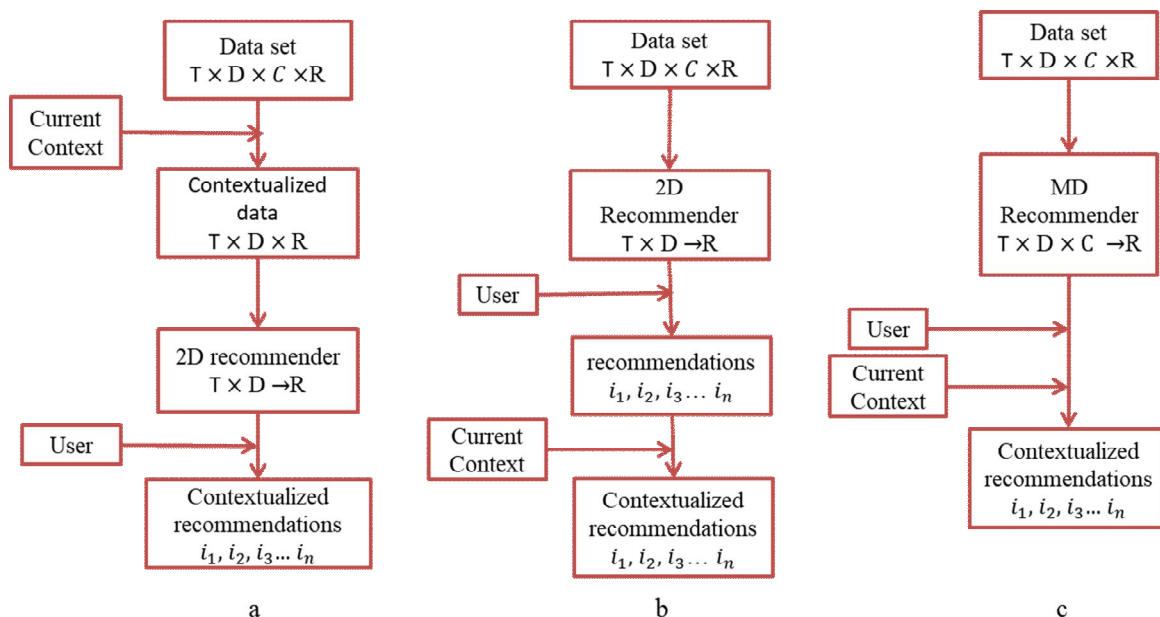 Data set
T × D × C ×R
Current
Context
Contextualized
data
T × D × R
2D recommender
T × D →R
User
Contextualized
recommendations
i₁, i₂, i₃... iₙ
a
Data set
T × D × C ×R
2D
Recommender
T × D →R
User
recommendations
i₁, i₂, i₃... iₙ
Current
Context
Contextualized
recommendations
i₁, i₂, i₃... iₙ
b
Data set
T × D × C ×R
MD
Recommender
T × D × C →R
User
Current
Context
Contextualized
recommendations
i₁, i₂, i₃... iₙ
c